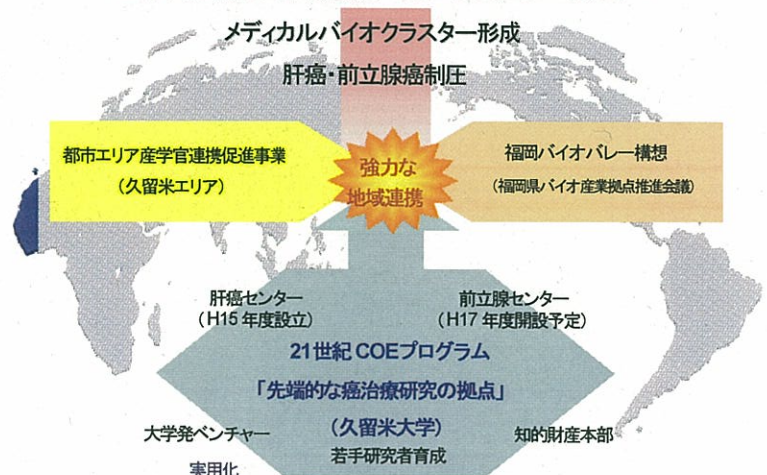 メディカルバイオクラスター形成
肝癌・前立腺癌制圧
都市エリア産学官連携促進事業
（久留米エリア）
強力な
地域連携
福岡バイオバレー構想
（福岡県バイオ産業拠点推進会議）
肝癌センター
（H15年度設立）
前立腺センター
（H17年度開設予定）
21世紀COEプログラム
「先端的な癌治療研究の拠点」
（久留米大学）
大学発ベンチャー
知的財産本部
若手研究者育成
実用化